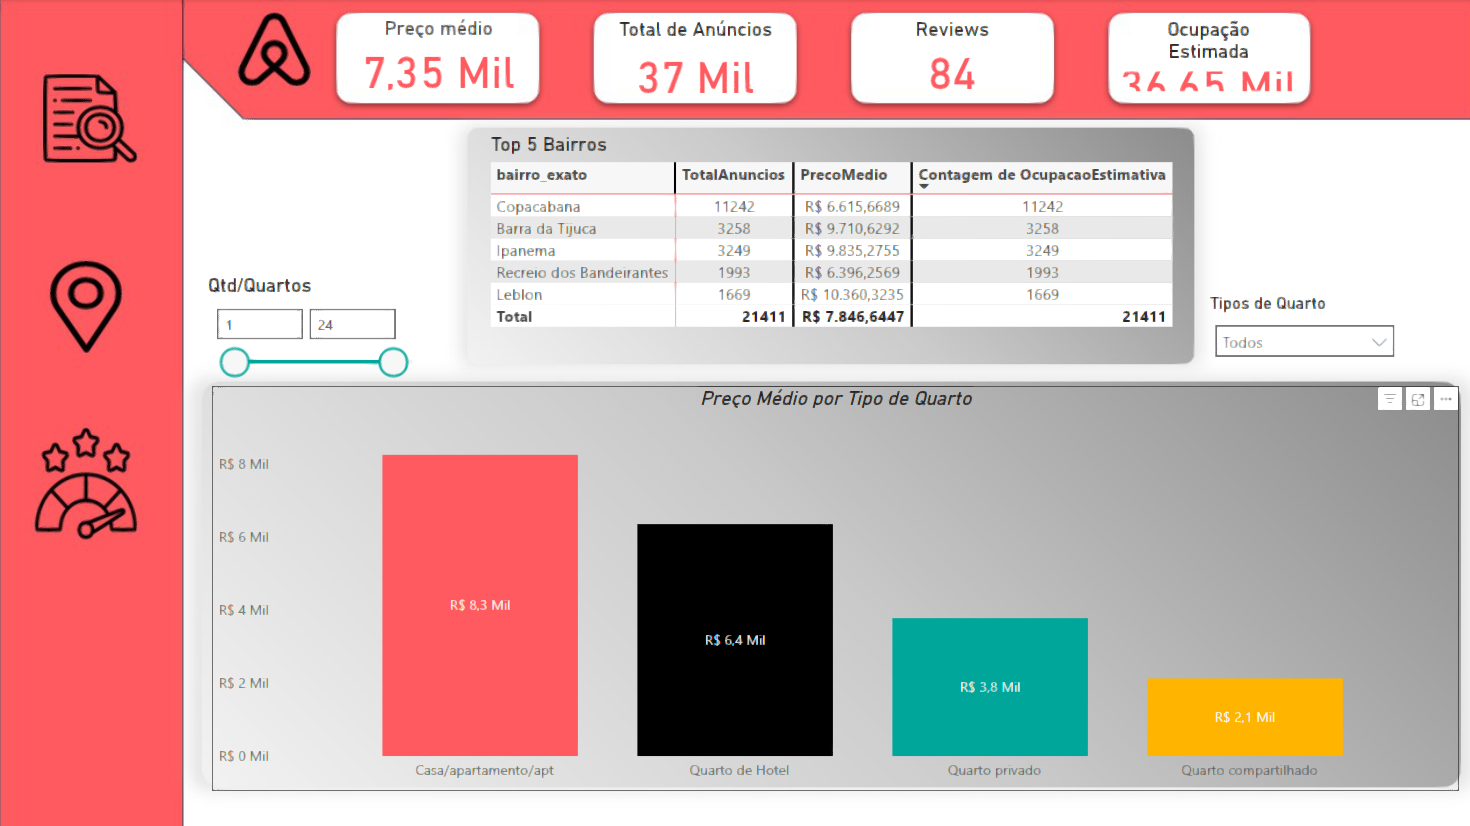 Preço médio
7,35 Mil
Total de Anúncios
37 Mil
Reviews
84
Ocupação
Estimada
36,65 Mil
Top 5 Bairros
bairro_exato TotalAnuncios PrecoMedio Contagem de OcupacaoEstimativa
Copacabana 11242 R$ 6.615,6689 11242
Barra da Tijuca 3258 R$ 9.710,6292 3258
Ipanema 3249 R$ 9.835,2755 3249
Recreio dos Bandeirantes 1993 R$ 6.396,2569 1993
Leblon 1669 R$ 10.360,3235 1669
Total 21411 R$ 7.846,6447 21411
Qtd/Quartos
1 24
Tipos de Quarto
Todos
Preço Médio por Tipo de Quarto
R$ 8 Mil
R$ 6 Mil
R$ 4 Mil
R$ 2 Mil
R$ 0 Mil
R$ 8,3 Mil
R$ 6,4 Mil
R$ 3,8 Mil
R$ 2,1 Mil
Casa/apartamento/apt
Quarto de Hotel
Quarto privado
Quarto compartilhado